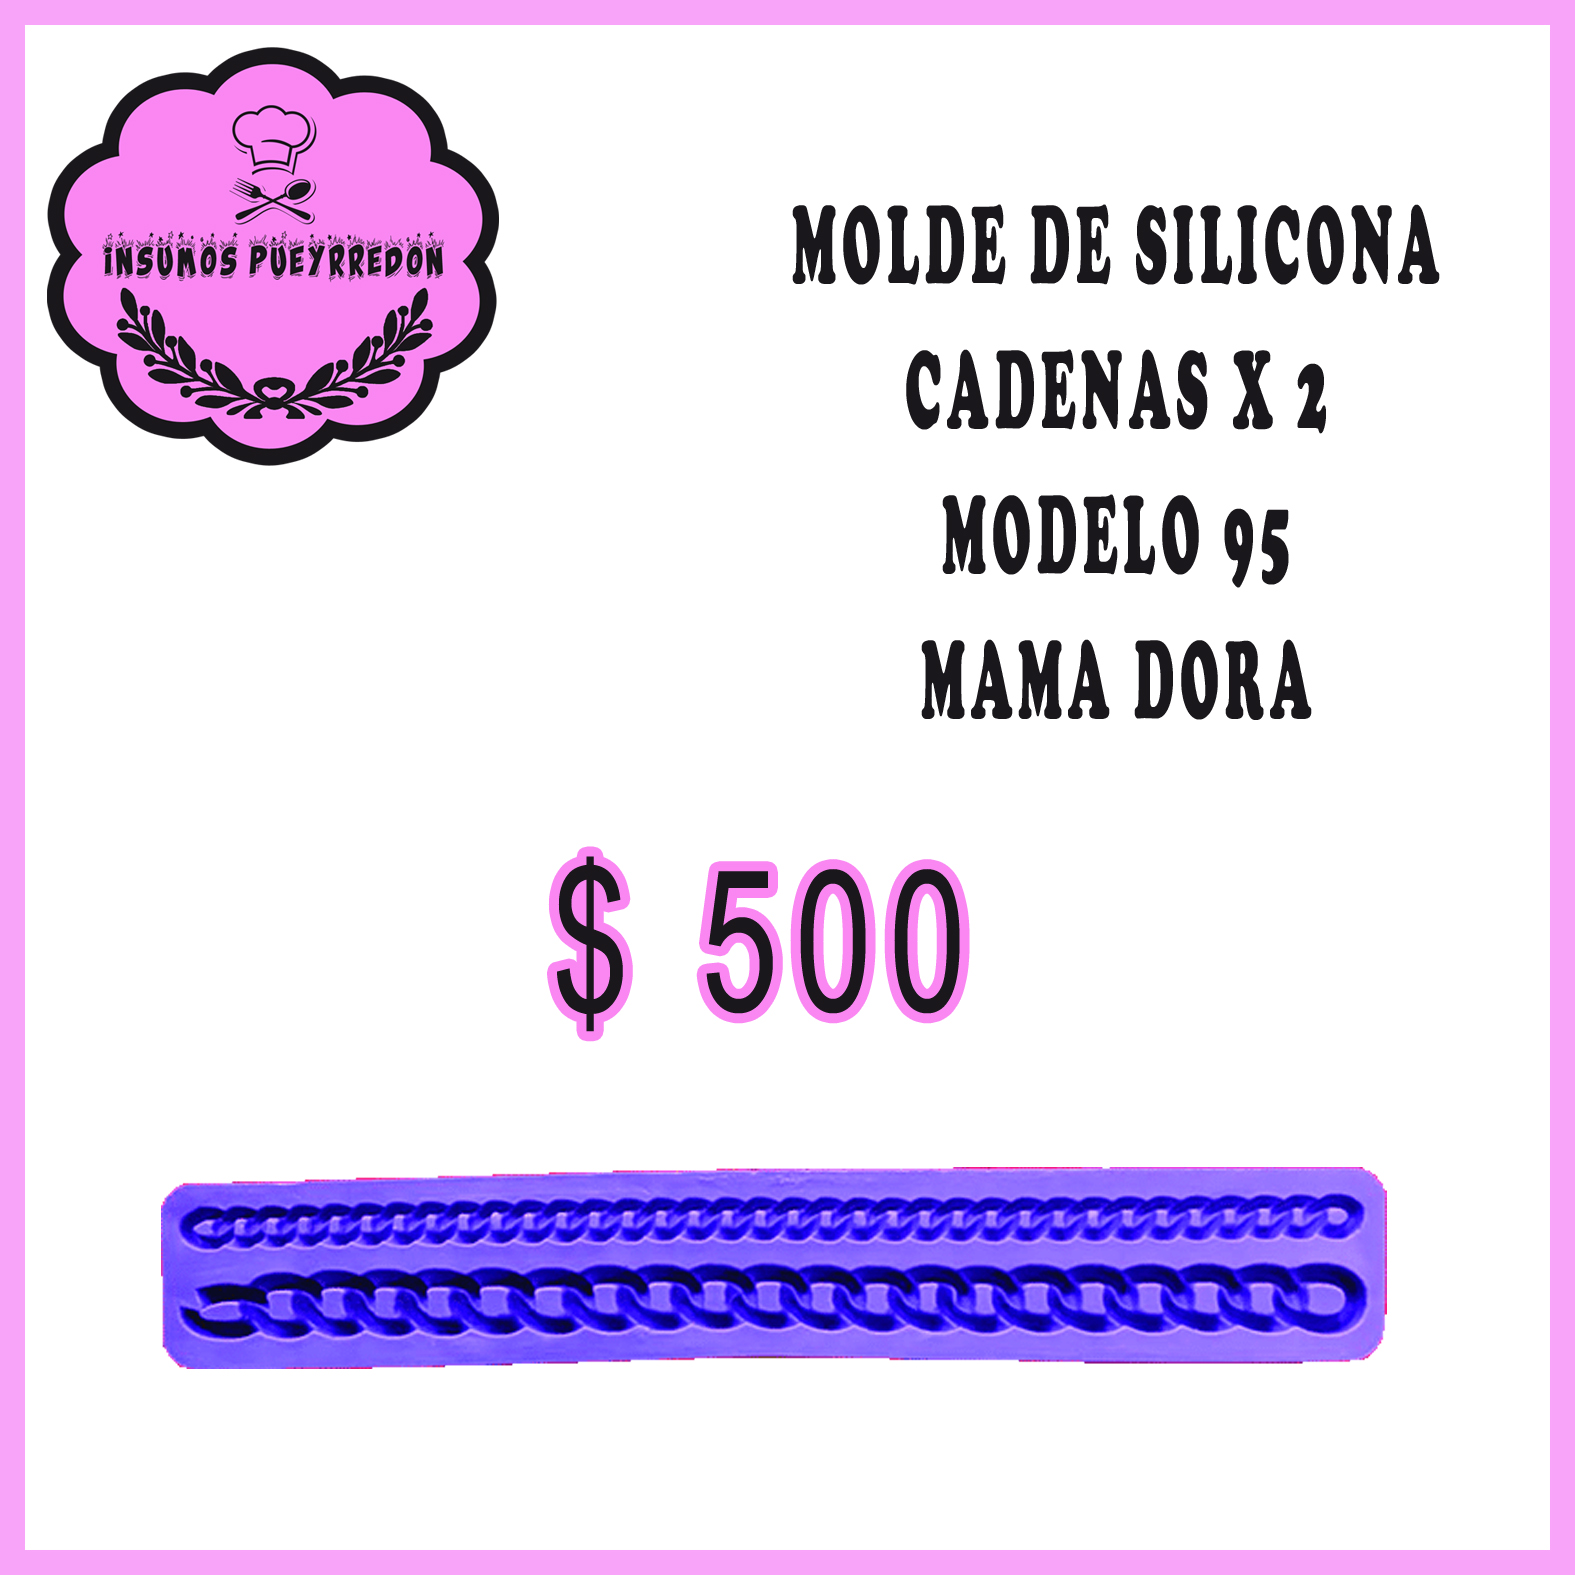 INSUMOS PUEYRREDON
MOLDE DE SILICONA
CADENAS X 2
MODELO 95
MAMA DORA
$ 500